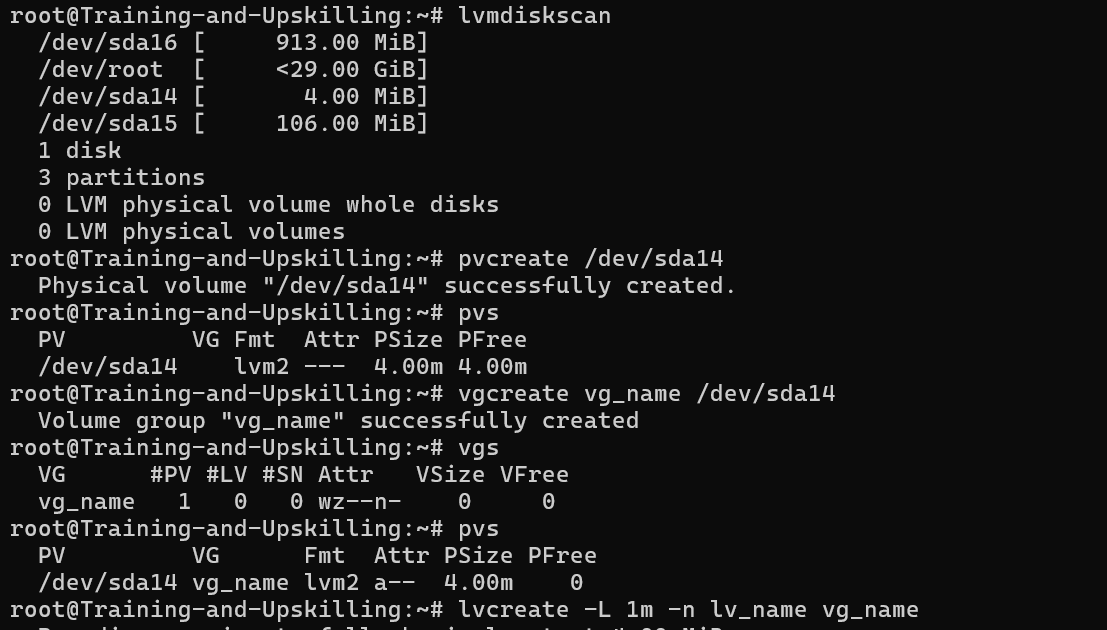 root@Training-and-Upskilling:~# lvmdiskscan
  /dev/sda16 [     913.00 MiB]
  /dev/root  [     <29.00 GiB]
  /dev/sda14 [       4.00 MiB]
  /dev/sda15 [     106.00 MiB]
  1 disk
  3 partitions
  0 LVM physical volume whole disks
  0 LVM physical volumes
root@Training-and-Upskilling:~# pvcreate /dev/sda14
  Physical volume "/dev/sda14" successfully created.
root@Training-and-Upskilling:~# pvs
  PV         VG Fmt  Attr PSize PFree
  /dev/sda14    lvm2 ---  4.00m 4.00m
root@Training-and-Upskilling:~# vgcreate vg_name /dev/sda14
  Volume group "vg_name" successfully created
root@Training-and-Upskilling:~# vgs
  VG      #PV #LV #SN Attr   VSize VFree
  vg_name   1   0   0 wz--n-    0     0
root@Training-and-Upskilling:~# pvs
  PV         VG      Fmt  Attr PSize PFree
  /dev/sda14 vg_name lvm2 a--  4.00m    0
root@Training-and-Upskilling:~# lvcreate -L 1m -n lv_name vg_name